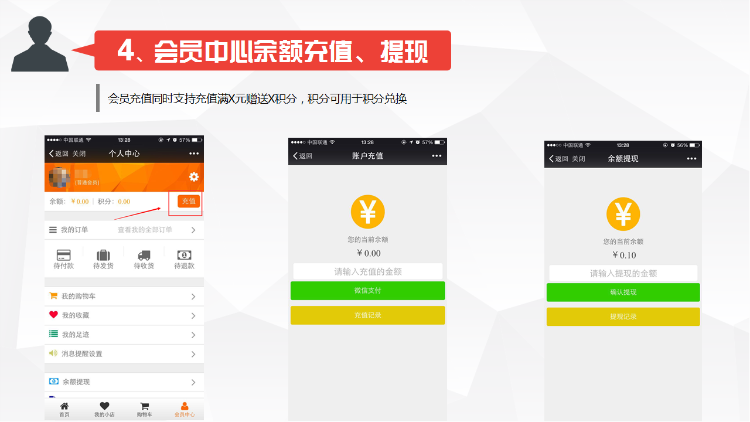 4、会员中心余额充值、提现
会员充值同时支持充值满X元赠送X积分，积分可用于积分兑换
中国联通 13:28 57%
返回 关闭 个人中心
余额：￥0.00 积分：0.00 充值
我的订单 查看我的全部订单
待付款 待发货 待收货 待退款
我的购物车
我的收藏
我的足迹
消息提醒设置
余额提现
首页 我的小店 购物车 会员中心
中国联通 13:28 57%
返回 账户充值
您的当前余额
￥0.00
请输入充值的金额
微信支付
充值记录
中国联通 13:28 56%
返回 关闭 余额提现
您的当前余额
￥0.10
请输入提现的金额
确认提现
提现记录